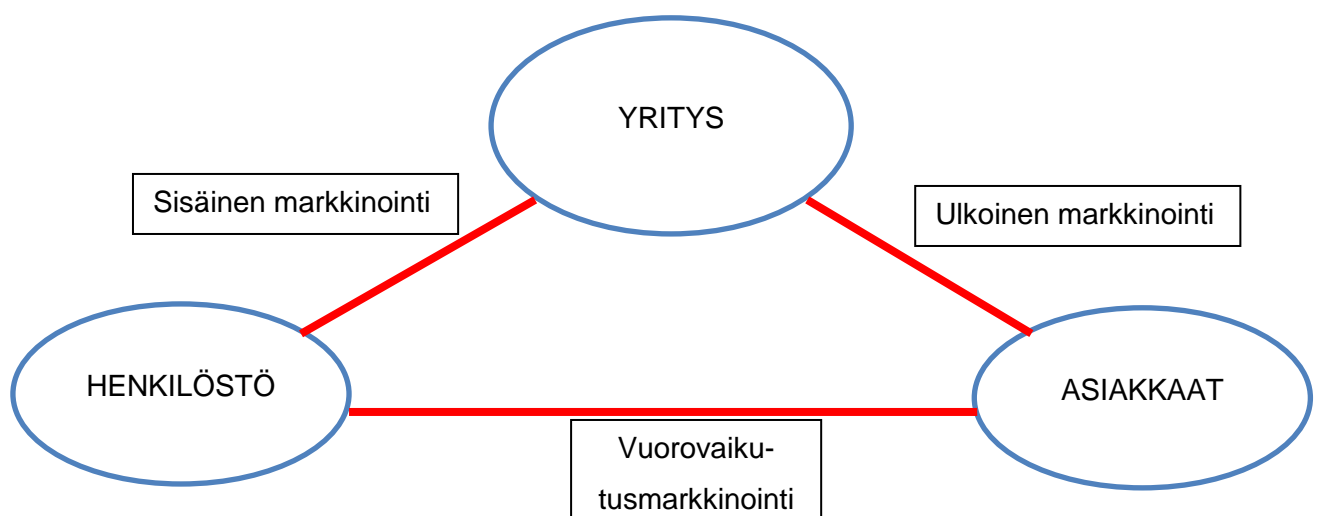 YRITYS
Sisäinen markkinointi
Ulkoinen markkinointi
HENKILÖSTÖ
ASIAKKAAT
Vuorovaiku-
tusmarkkinointi